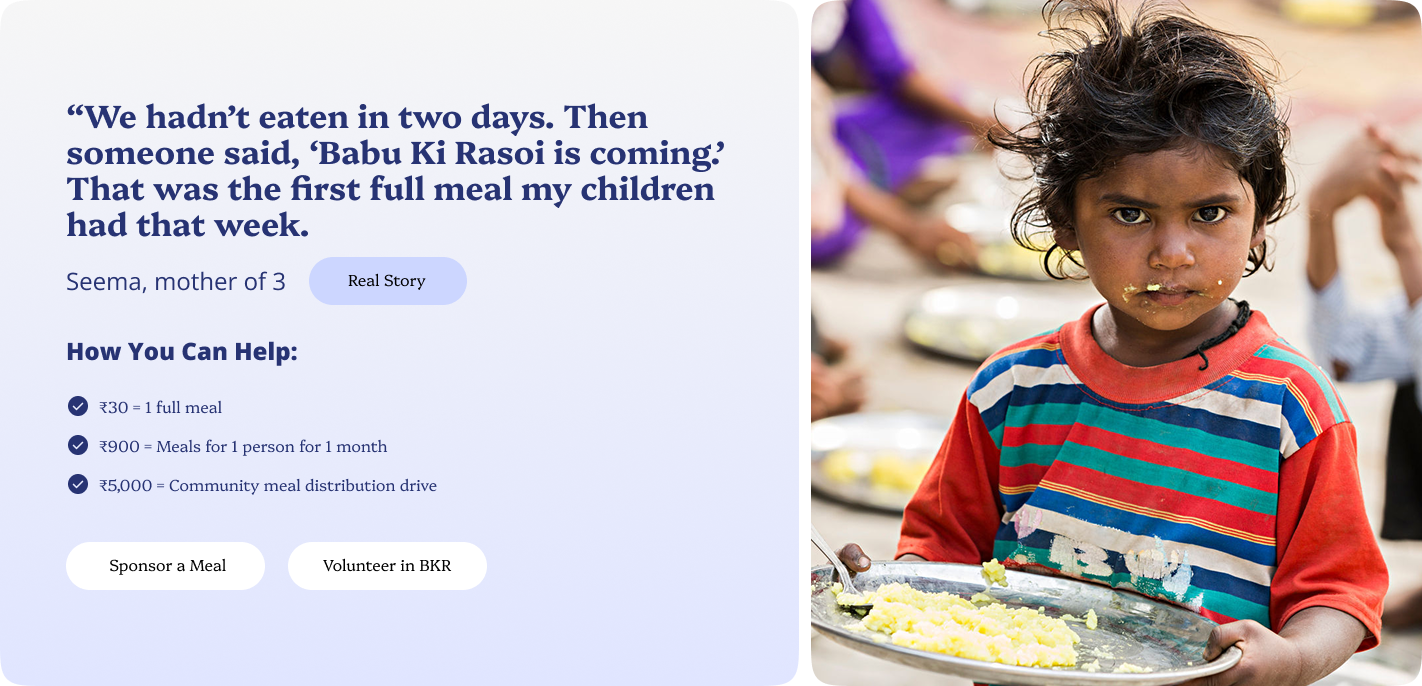 “We hadn’t eaten in two days. Then
someone said, ‘Babu Ki Rasoi is coming.’
That was the first full meal my children
had that week.
Seema, mother of 3
Real Story
How You Can Help:
₹30 = 1 full meal
₹900 = Meals for 1 person for 1 month
₹5,000 = Community meal distribution drive
Sponsor a Meal
Volunteer in BKR